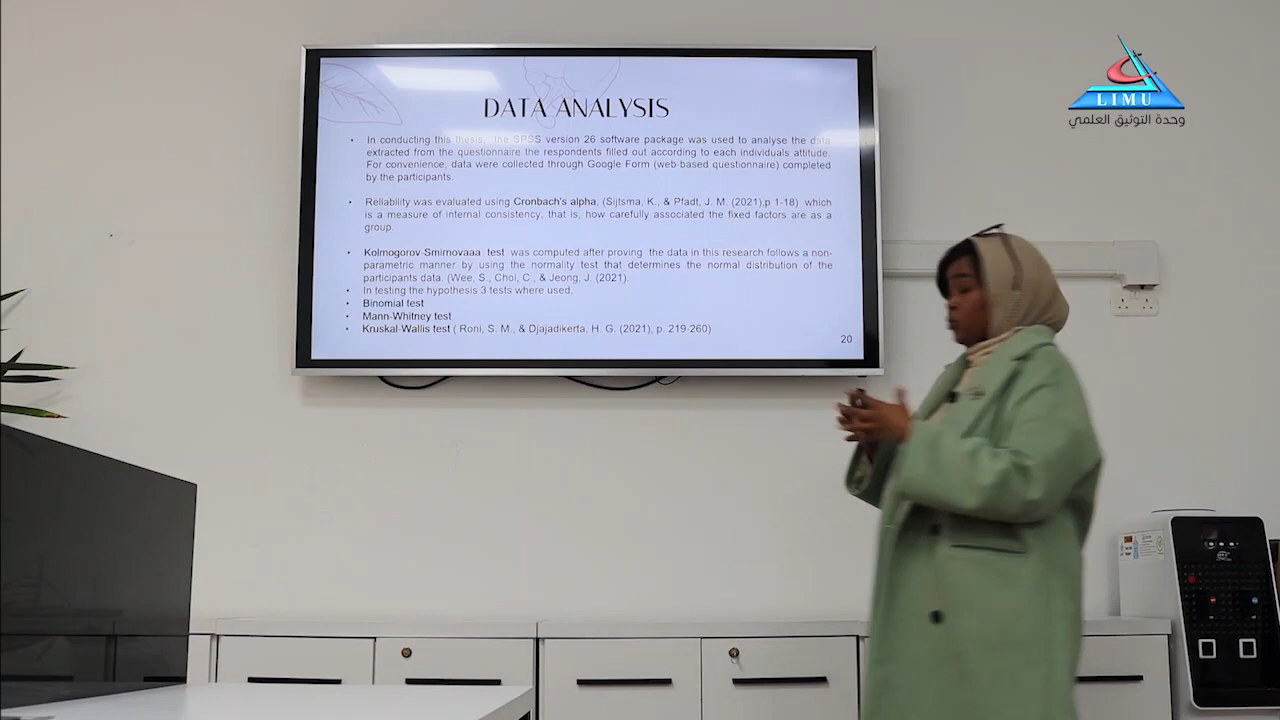 LIMU
وحدة التوثيق العلمي
DATA ANALYSIS
• In conducting this thesis, the SPSS version 26 software package was used to analyse the data
extracted from the questionnaire the respondents filled out according to each individuals attitude.
For convenience, data were collected through Google Form (web-based questionnaire) completed
by the participants.
• Reliability was evaluated using Cronbach's alpha, (Sijtsma, K., & Pfadt, J. M. (2021),p 1-18) which
is a measure of internal consistency, that is, how carefully associated the fixed factors are as a
group.
• Kolmogorov-Smirnovaaa test was computed after proving the data in this research follows a non-
parametric manner by using the normality test that determines the normal distribution of the
participants data. (Wee, S., Choi, C., & Jeong, J. (2021).
• In testing the hypothesis 3 tests where used,
• Binomial test
• Mann-Whitney test
• Kruskal-Wallis test ( Roni, S. M., & Djajadikerta, H. G. (2021), p. 219-260)
20